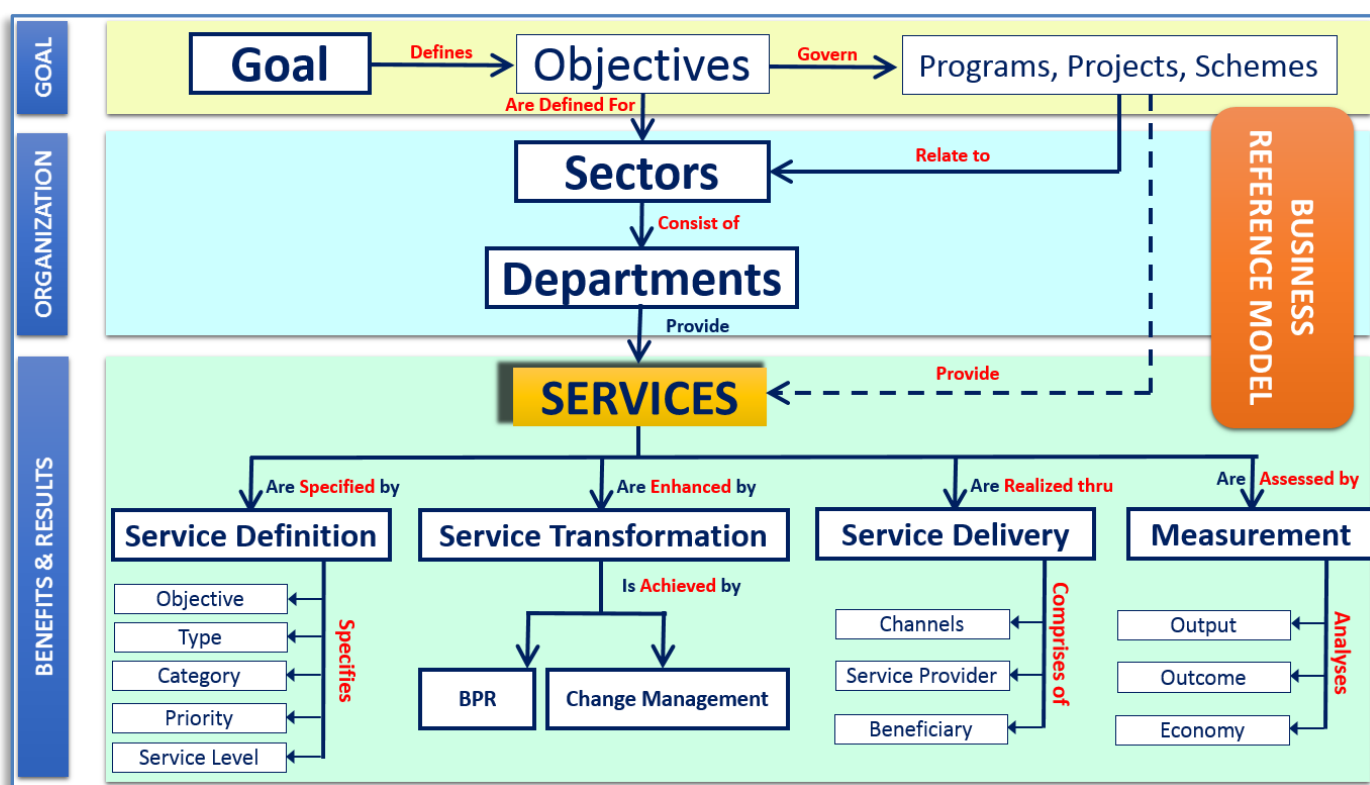 GOAL
Goal
Defines
Objectives
Govern
Programs, Projects, Schemes
Are Defined For
ORGANIZATION
Sectors
Relate to
Consist of
Departments
Provide
BUSINESS
REFERENCE MODEL
BENEFITS & RESULTS
SERVICES
Provide
Are Specified by
Are Enhanced by
Are Realized thru
Are Assessed by
Service Definition
Service Transformation
Service Delivery
Measurement
Objective
Type
Category
Priority
Service Level
Specifies
Is Achieved by
BPR
Change Management
Channels
Service Provider
Beneficiary
Comprises of
Output
Outcome
Economy
Analyses